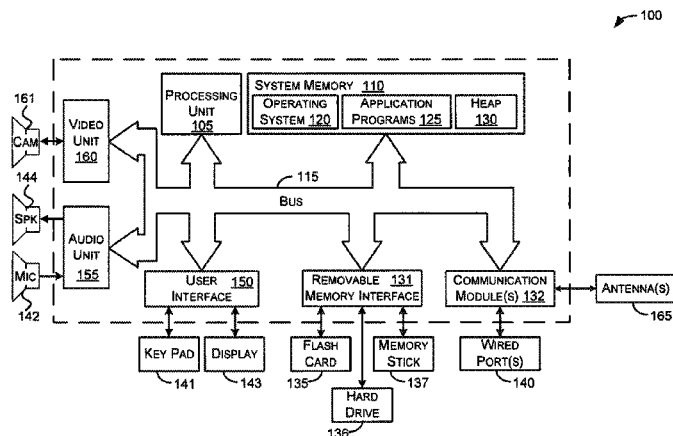 100
SYSTEM MEMORY 110
PROCESSING
UNIT
105
OPERATING
SYSTEM 120
APPLICATION
PROGRAMS 125
HEAP
130
161
CAM
VIDEO
UNIT
160
144
SPK
115
BUS
AUDIO
UNIT
155
MIC
142
USER 150
INTERFACE
REMOVABLE 131
MEMORY INTERFACE
COMMUNICATION
MODULE(S) 132
ANTENNA(S)
165
KEY PAD
141
DISPLAY
143
FLASH
CARD
135
MEMORY
STICK
137
WIRED
PORT(S)
140
HARD
DRIVE
136